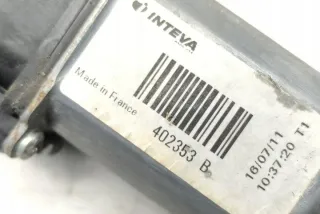 INTEVA
Made in France
402353 B
16/07/11
10:37:20 T1